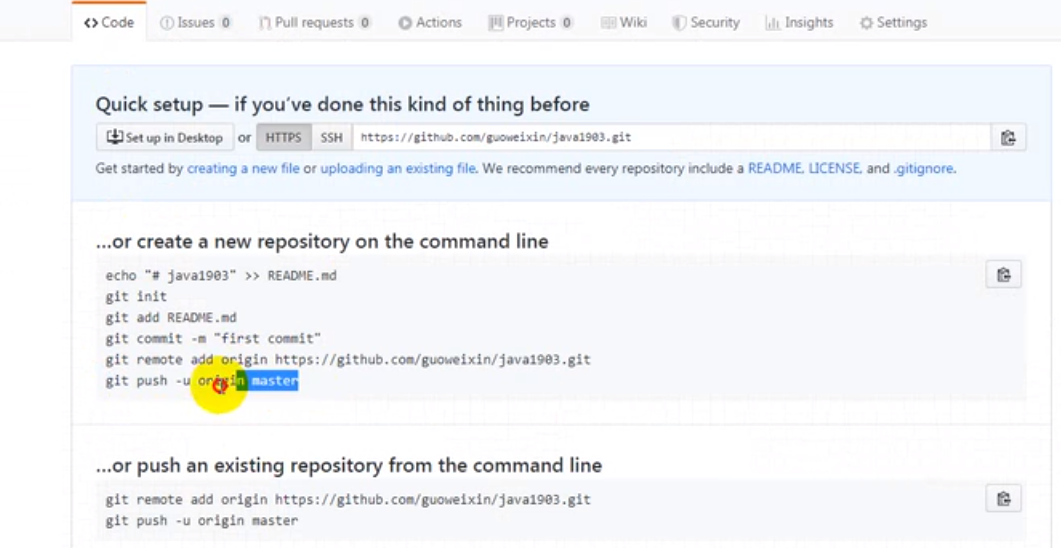 Code Issues 0 Pull requests 0 Actions Projects 0 Wiki Security Insights Settings
Quick setup — if you've done this kind of thing before
Set up in Desktop or HTTPS SSH https://github.com/guoweixin/java1903.git
Get started by creating a new file or uploading an existing file. We recommend every repository include a README, LICENSE, and .gitignore.
...or create a new repository on the command line
echo "# java1903" >> README.md
git init
git add README.md
git commit -m "first commit"
git remote add origin https://github.com/guoweixin/java1903.git
git push -u origin master
...or push an existing repository from the command line
git remote add origin https://github.com/guoweixin/java1903.git
git push -u origin master